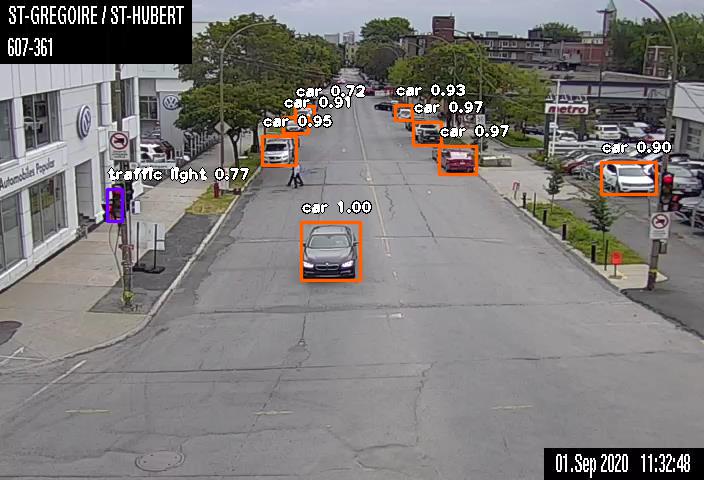 ST-GREGOIRE / ST-HUBERT
607-361
car 0.72
car 0.91
car 0.95
car 0.93
car 0.97
car 0.97
car 0.90
traffic light 0.77
car 1.00
metro
Automobiles Popular
01.Sep 2020 11:32:48